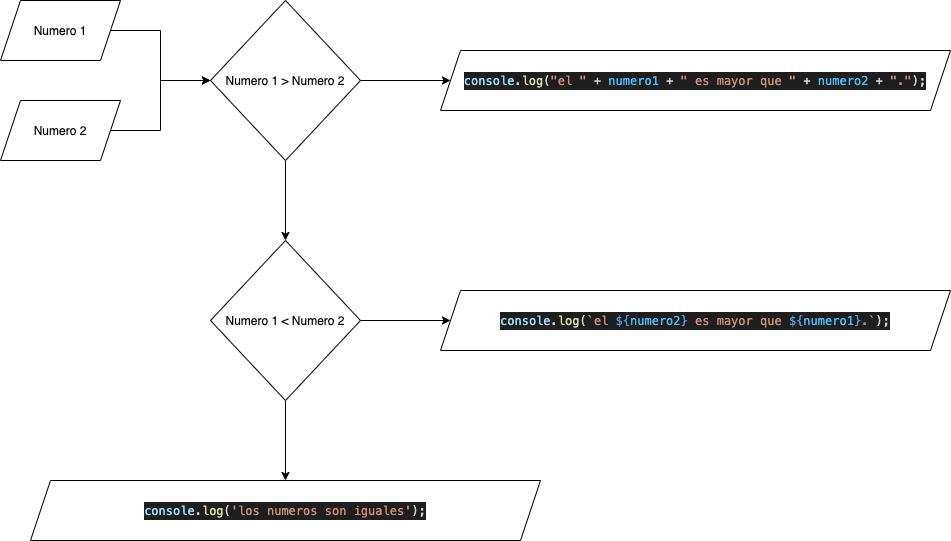 Numero 1
Numero 2
Numero 1 > Numero 2
console.log("el " + numero1 + " es mayor que " + numero2 + ".");
Numero 1 < Numero 2
console.log(`el ${numero2} es mayor que ${numero1}.`);
console.log('los numeros son iguales');